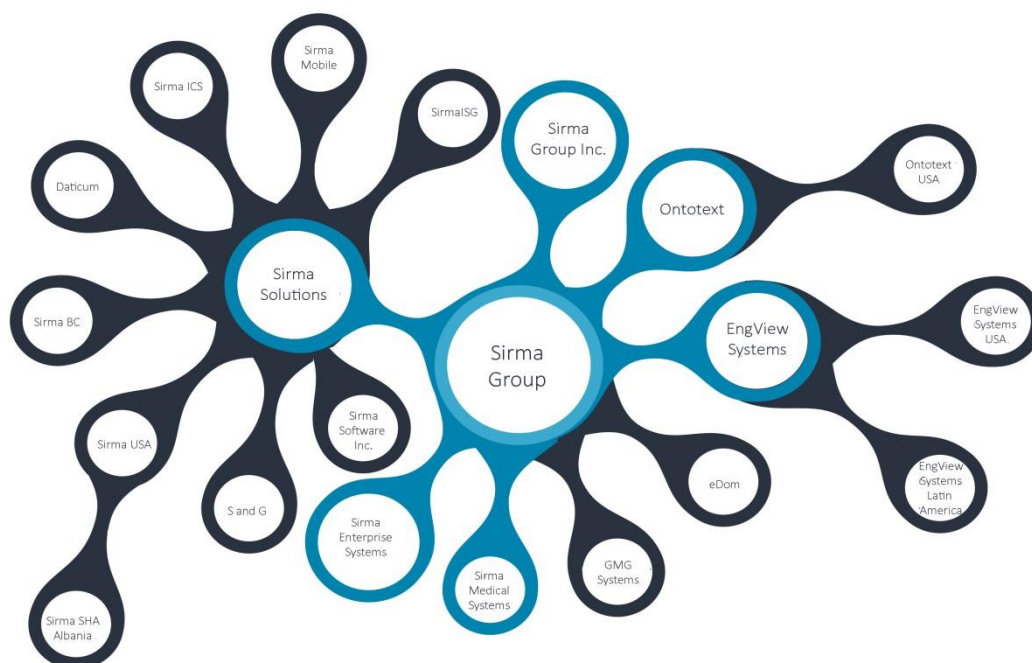 Sirma
Mobile
Sirma ICS
SirmaISG
Sirma
Group Inc.
Ontotext
USA
Daticum
Ontotext
Sirma
Solutions
Sirma BC
EngView
Systems
USA
EngView
Systems
Sirma
Group
Sirma USA
Sirma
Software
Inc.
S and G
eDom
EngView
Systems
Latin
America
Sirma
Enterprise
Systems
Sirma
Medical
Systems
GMG
Systems
Sirma SHA
Albania